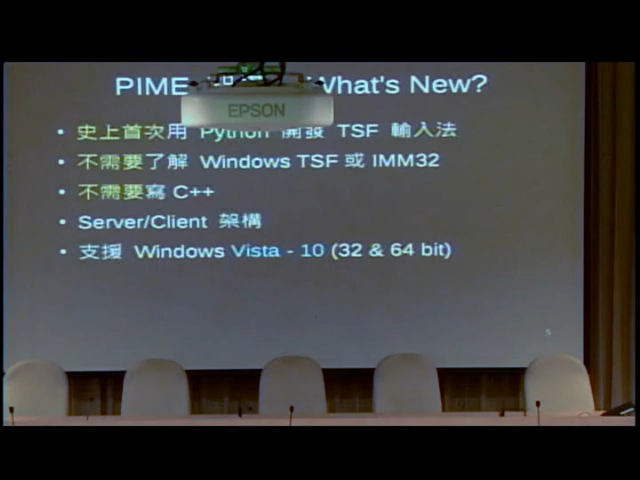 PIME What's New?
EPSON
• 史上首次用 Python 開發 TSF 輸入法
• 不需要了解 Windows TSF 或 IMM32
• 不需要寫 C++
• Server/Client 架構
• 支援 Windows Vista - 10 (32 & 64 bit)
5